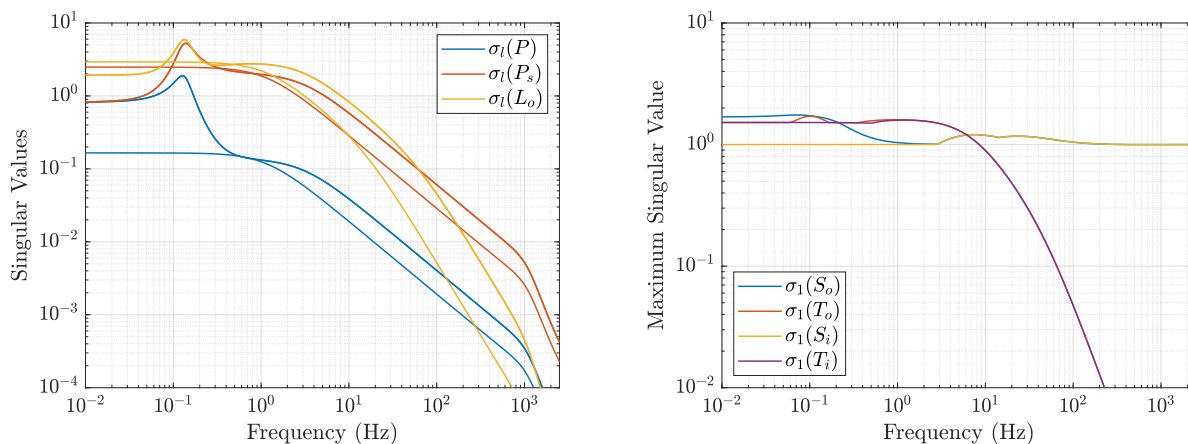 Singular Values
10^1
10^0
10^-1
10^-2
10^-3
10^-4
σ_l(P)
σ_l(P_s)
σ_l(L_o)
10^-2 10^-1 10^0 10^1 10^2 10^3
Frequency (Hz)
Maximum Singular Value
10^1
10^0
10^-1
10^-2
σ_1(S_o)
σ_1(T_o)
σ_1(S_i)
σ_1(T_i)
10^-2 10^-1 10^0 10^1 10^2 10^3
Frequency (Hz)